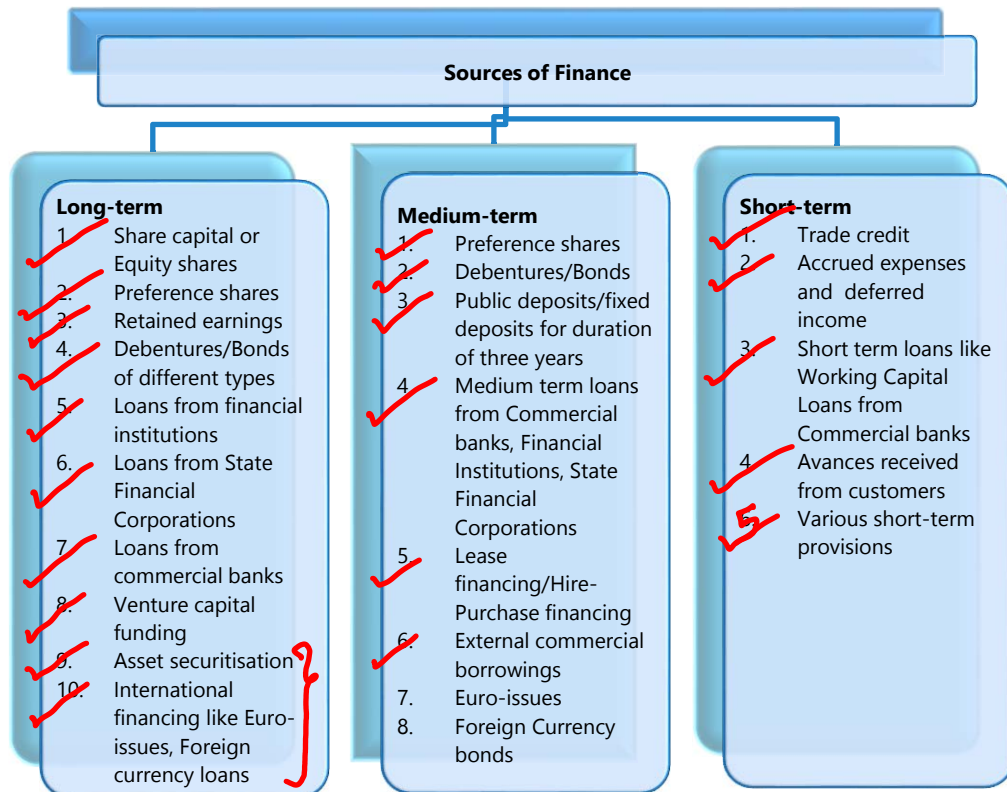 Sources of Finance
Long-term
1. Share capital or
Equity shares
2. Preference shares
3. Retained earnings
4. Debentures/Bonds
of different types
5. Loans from financial
institutions
6. Loans from State
Financial
Corporations
7. Loans from
commercial banks
8. Venture capital
funding
9. Asset securitisation
10. International
financing like Euro-
issues, Foreign
currency loans
Medium-term
1. Preference shares
2. Debentures/Bonds
3. Public deposits/fixed
deposits for duration
of three years
4. Medium term loans
from Commercial
banks, Financial
Institutions, State
Financial
Corporations
5. Lease
financing/Hire-
Purchase financing
6. External commercial
borrowings
7. Euro-issues
8. Foreign Currency
bonds
Short-term
1. Trade credit
2. Accrued expenses
and deferred
income
3. Short term loans like
Working Capital
Loans from
Commercial banks
4. Avances received
from customers
5 Various short-term
provisions